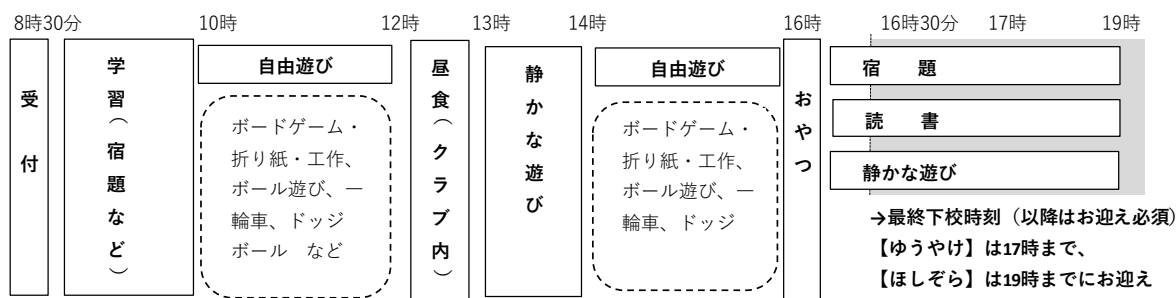 8時30分
10時
12時
13時
14時
16時
16時30分
17時
19時
受付
学習（宿題など）
自由遊び
ボードゲーム・
折り紙・工作、
ボール遊び、一
輪車、ドッジ
ボール　など
昼食（クラブ内）
静かな遊び
自由遊び
ボードゲーム・
折り紙・工作、
ボール遊び、一
輪車、ドッジ
おやつ
宿　題
読　書
静かな遊び
→最終下校時刻（以降はお迎え必須）
【ゆうやけ】は17時まで、
【ほしぞら】は19時までにお迎え